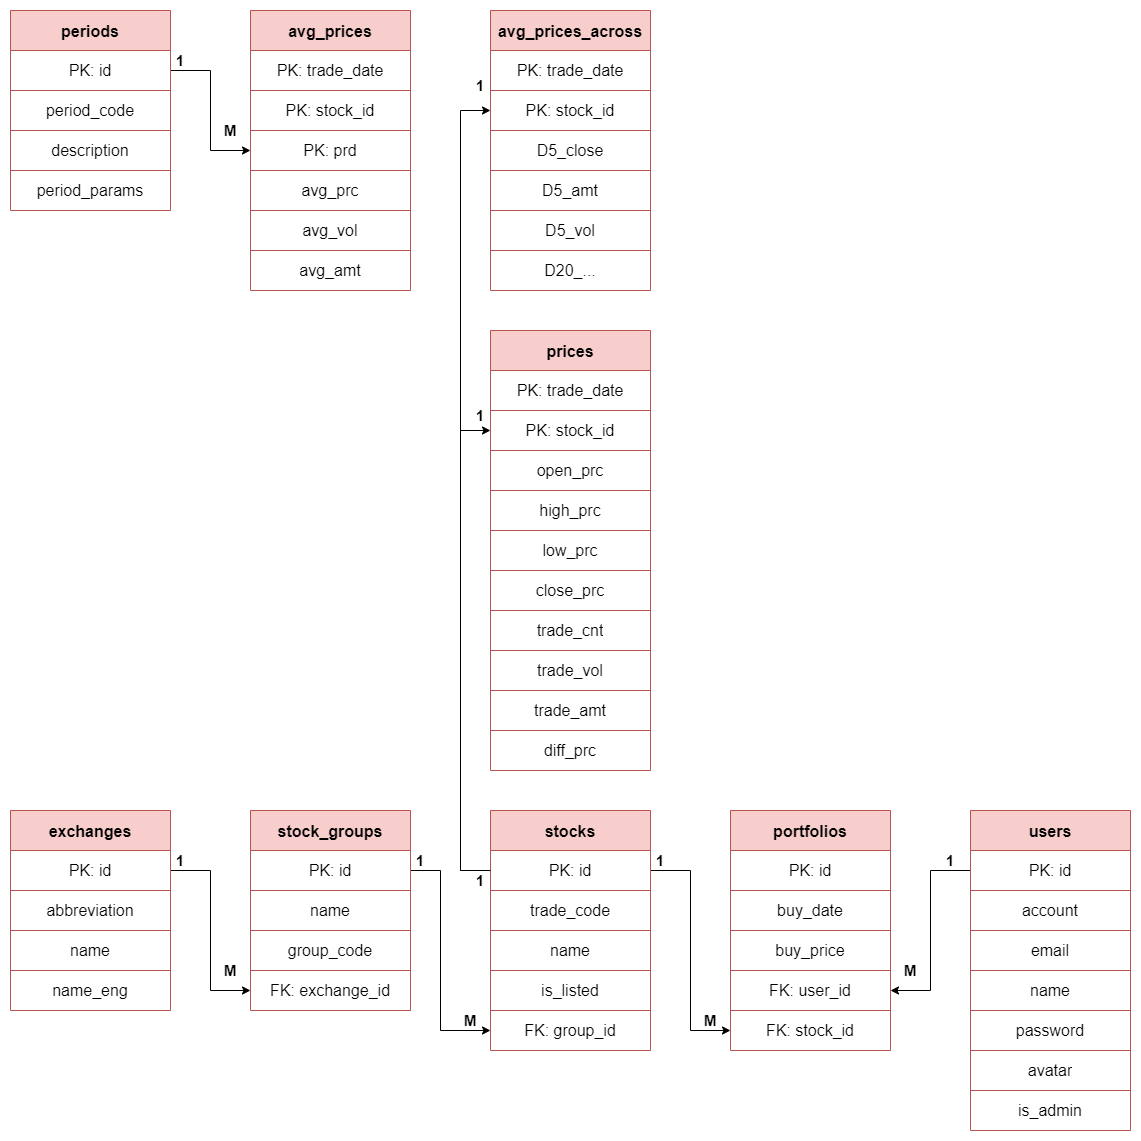 periods
PK: id
period_code
description
period_params
1
M
avg_prices
PK: trade_date
PK: stock_id
PK: prd
avg_prc
avg_vol
avg_amt
avg_prices_across
PK: trade_date
PK: stock_id
D5_close
D5_amt
D5_vol
D20_...
1
prices
PK: trade_date
PK: stock_id
open_prc
high_prc
low_prc
close_prc
trade_cnt
trade_vol
trade_amt
diff_prc
1
exchanges
PK: id
abbreviation
name
name_eng
1
M
stock_groups
PK: id
name
group_code
FK: exchange_id
1
M
stocks
PK: id
trade_code
name
is_listed
FK: group_id
1
1
M
portfolios
PK: id
buy_date
buy_price
FK: user_id
FK: stock_id
1
M
users
PK: id
account
email
name
password
avatar
is_admin